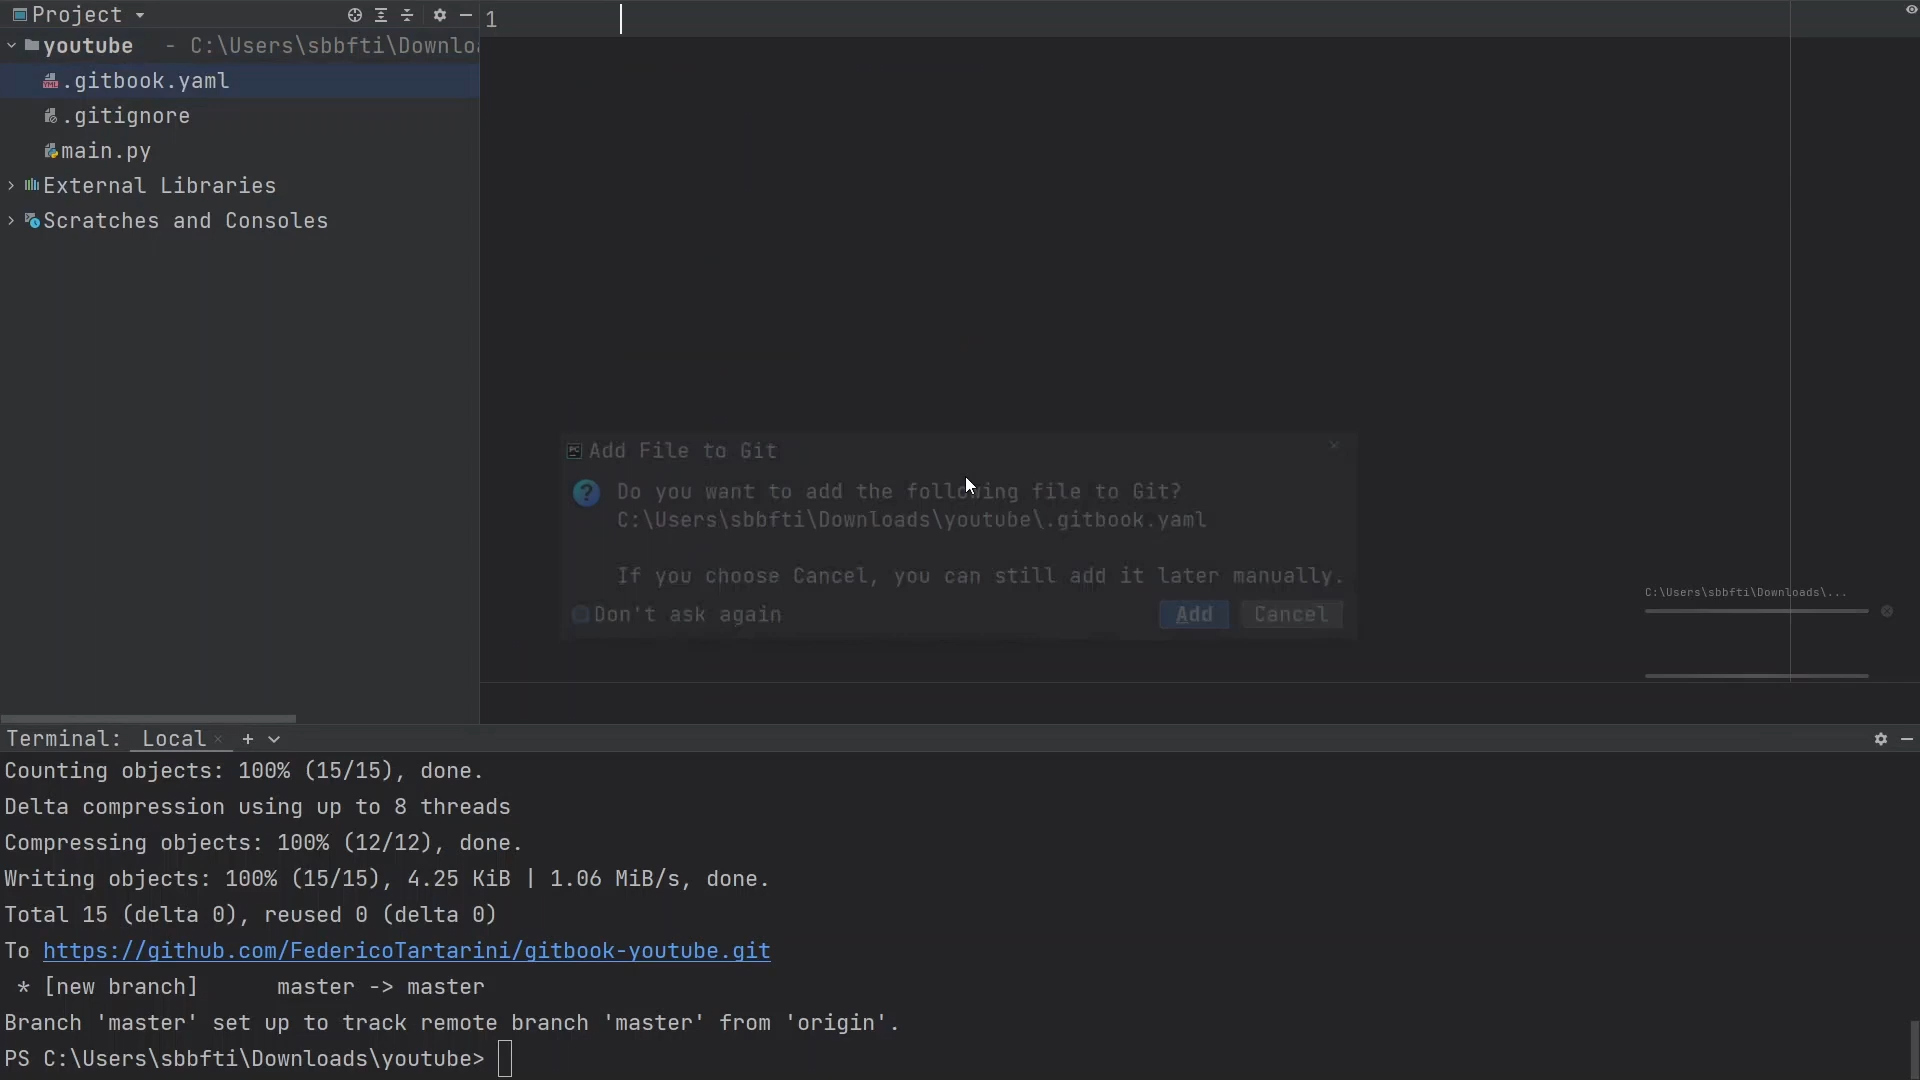 Project
1
youtube - C:\Users\sbbfti\Downlo
.gitbook.yaml
.gitignore
main.py
External Libraries
Scratches and Consoles
Add File to Git
Do you want to add the following file to Git?
C:\Users\sbbfti\Downloads\youtube\.gitbook.yaml
If you choose Cancel, you can still add it later manually.
Don't ask again
Add
Cancel
C:\Users\sbbfti\Downloads\...
Terminal: Local × +
Counting objects: 100% (15/15), done.
Delta compression using up to 8 threads
Compressing objects: 100% (12/12), done.
Writing objects: 100% (15/15), 4.25 KiB | 1.06 MiB/s, done.
Total 15 (delta 0), reused 0 (delta 0)
To https://github.com/FedericoTartarini/gitbook-youtube.git
* [new branch] master -> master
Branch 'master' set up to track remote branch 'master' from 'origin'.
PS C:\Users\sbbfti\Downloads\youtube>